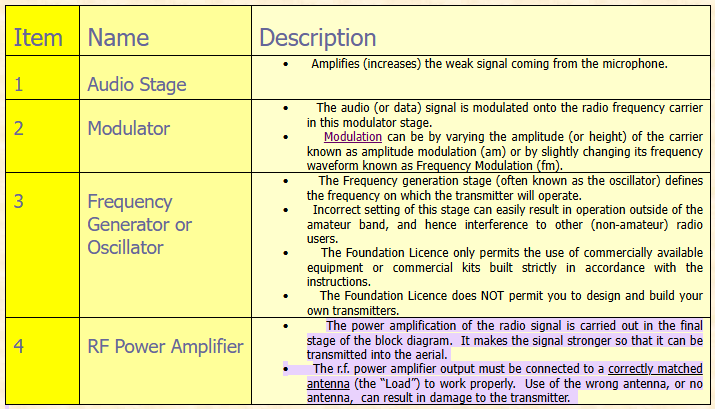 Item Name Description
1 Audio Stage
• Amplifies (increases) the weak signal coming from the microphone.
2 Modulator
• The audio (or data) signal is modulated onto the radio frequency carrier
in this modulator stage.
• Modulation can be by varying the amplitude (or height) of the carrier
known as amplitude modulation (am) or by slightly changing its frequency
waveform known as Frequency Modulation (fm).
3 Frequency
Generator or
Oscillator
• The Frequency generation stage (often known as the oscillator) defines
the frequency on which the transmitter will operate.
• Incorrect setting of this stage can easily result in operation outside of the
amateur band, and hence interference to other (non-amateur) radio
users.
• The Foundation Licence only permits the use of commercially available
equipment or commercial kits built strictly in accordance with the
instructions.
• The Foundation Licence does NOT permit you to design and build your
own transmitters.
4 RF Power Amplifier
• The power amplification of the radio signal is carried out in the final
stage of the block diagram. It makes the signal stronger so that it can be
transmitted into the aerial.
• The r.f. power amplifier output must be connected to a correctly matched
antenna (the “Load”) to work properly. Use of the wrong antenna, or no
antenna, can result in damage to the transmitter.